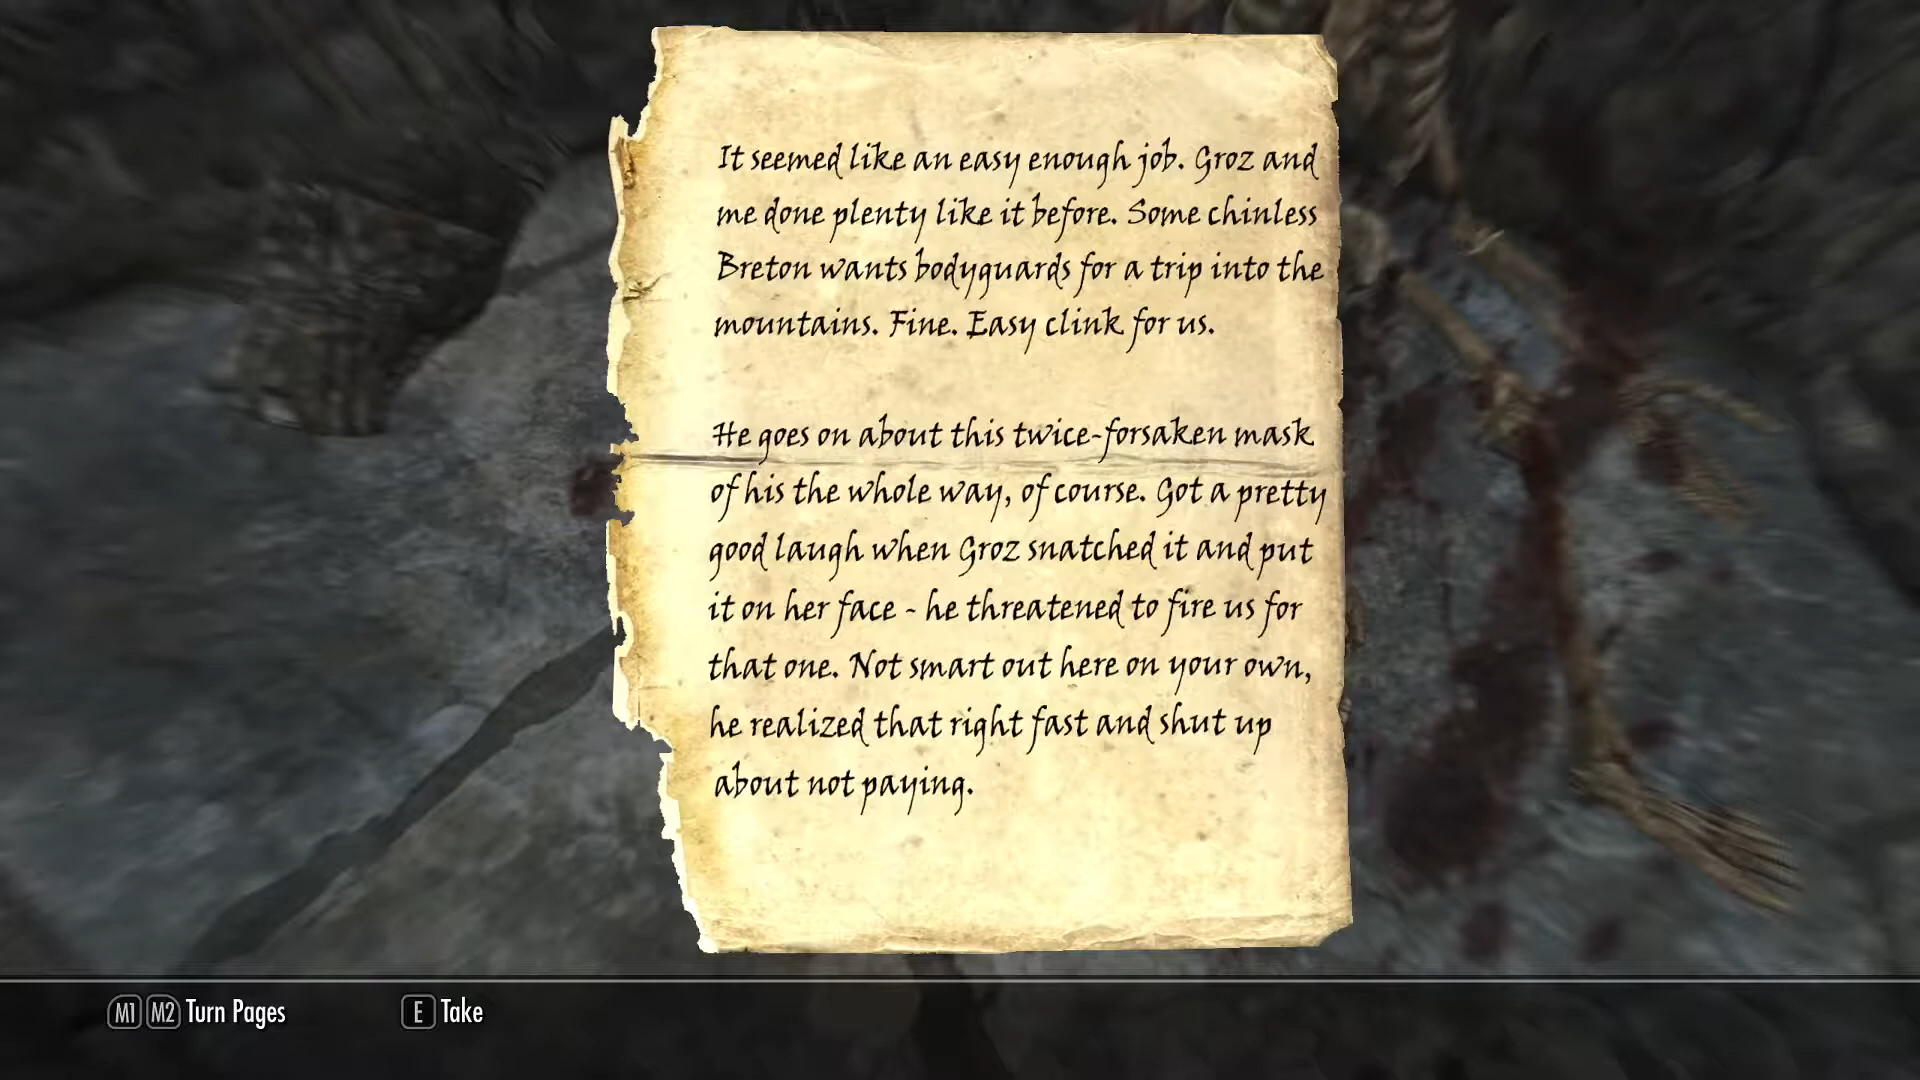 It seemed like an easy enough job. Groz and
me done plenty like it before. Some chinless
Breton wants bodyguards for a trip into the
mountains. Fine. Easy clink for us.
He goes on about this twice-forsaken mask
of his the whole way, of course. Got a pretty
good laugh when Groz snatched it and put
it on her face - he threatened to fire us for
that one. Not smart out here on your own,
he realized that right fast and shut up
about not paying.
M1 M2 Turn Pages E Take